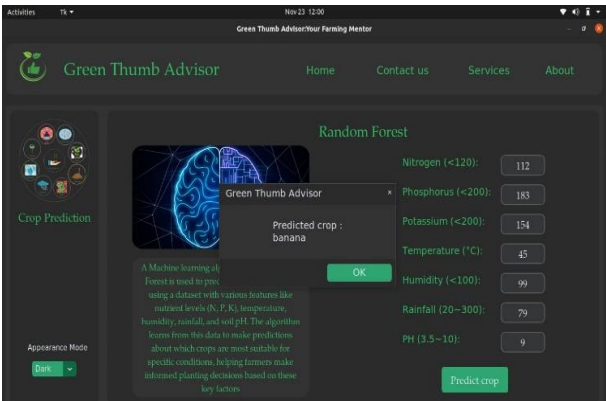 Activities Tk Nov 23 12:00
Green Thumb Advisor:Your Farming Mentor
Green Thumb Advisor Home Contact us Services About
Crop Prediction
Appearance Mode
Dark
Random Forest
A Machine learning alg
Forest is used to pred
using a dataset with various features like
nutrient levels (N, P, K), temperature,
humidity, rainfall, and soil pH. The algorithm
learns from this data to make predictions
about which crops are most suitable for
specific conditions, helping farmers make
informed planting decisions based on these
key factors
Green Thumb Advisor ×
Predicted crop :
banana
OK
Nitrogen (<120): 112
Phosphorus (<200): 183
Potassium (<200): 154
Temperature (°C): 45
Humidity (<100): 99
Rainfall (20~300): 79
PH (3.5~10): 9
Predict crop